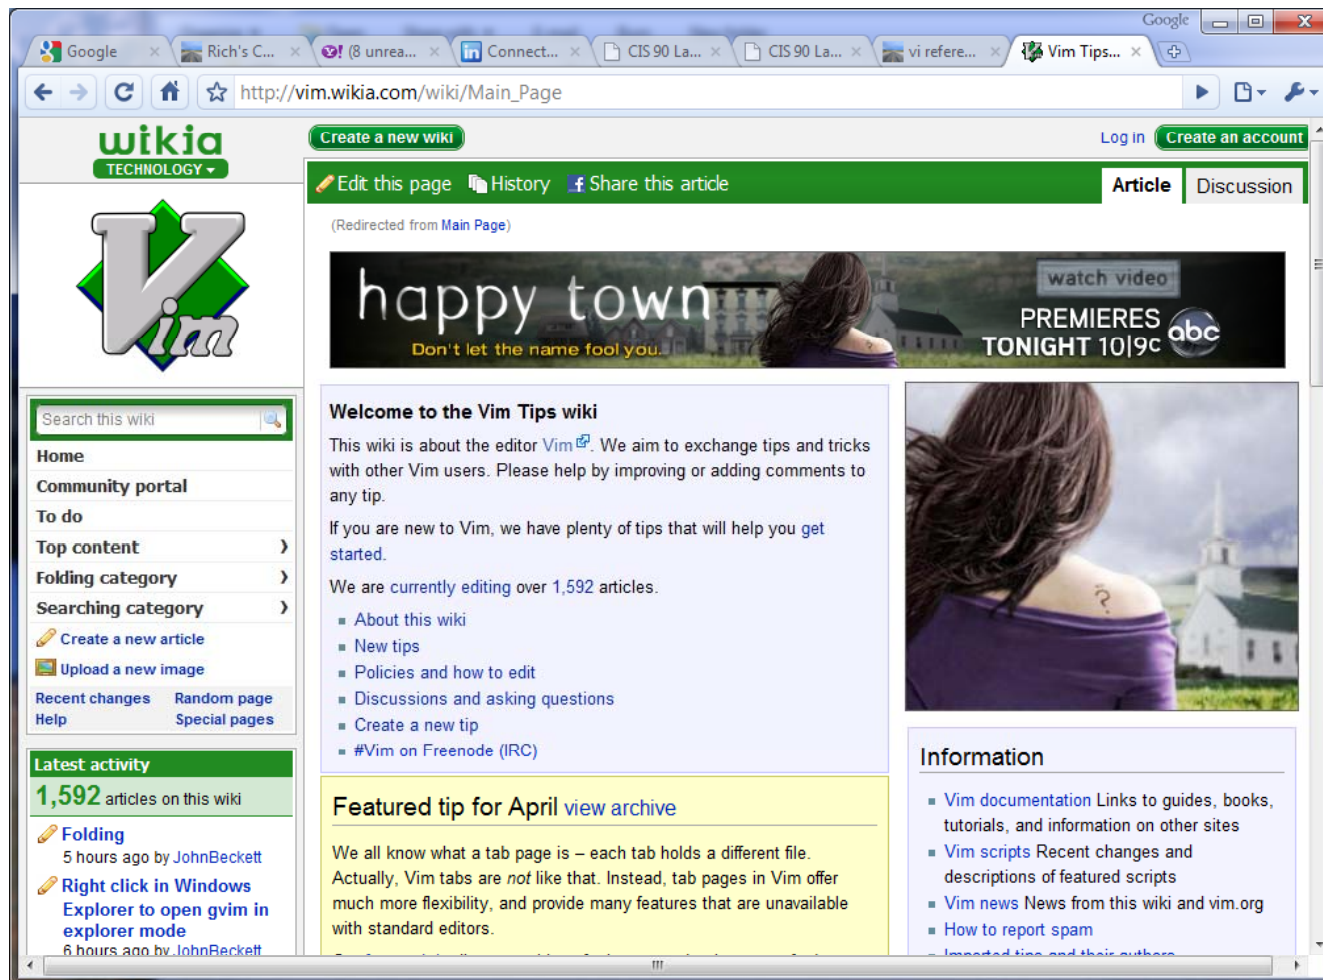 Google
Google
Rich's C...
(8 unrea...
Connect...
CIS 90 La...
CIS 90 La...
vi refere...
Vim Tips...
http://vim.wikia.com/wiki/Main_Page
wikia
TECHNOLOGY
Create a new wiki
Log in
Create an account
Edit this page
History
Share this article
Article
Discussion
(Redirected from Main Page)
Vim
happy town
Don't let the name fool you.
watch video
PREMIERES
TONIGHT 10|9c
abc
Search this wiki
Home
Community portal
To do
Top content
Folding category
Searching category
Create a new article
Upload a new image
Recent changes Random page
Help Special pages
Latest activity
1,592 articles on this wiki
Folding
5 hours ago by JohnBeckett
Right click in Windows
Explorer to open gvim in
explorer mode
6 hours ago by JohnBeckett
Welcome to the Vim Tips wiki
This wiki is about the editor Vim. We aim to exchange tips and tricks
with other Vim users. Please help by improving or adding comments to
any tip.
If you are new to Vim, we have plenty of tips that will help you get
started.
We are currently editing over 1,592 articles.
About this wiki
New tips
Policies and how to edit
Discussions and asking questions
Create a new tip
#Vim on Freenode (IRC)
Featured tip for April view archive
We all know what a tab page is – each tab holds a different file.
Actually, Vim tabs are not like that. Instead, tab pages in Vim offer
much more flexibility, and provide many features that are unavailable
with standard editors.
?
Information
Vim documentation Links to guides, books,
tutorials, and information on other sites
Vim scripts Recent changes and
descriptions of featured scripts
Vim news News from this wiki and vim.org
How to report spam
Imported tips and their authors